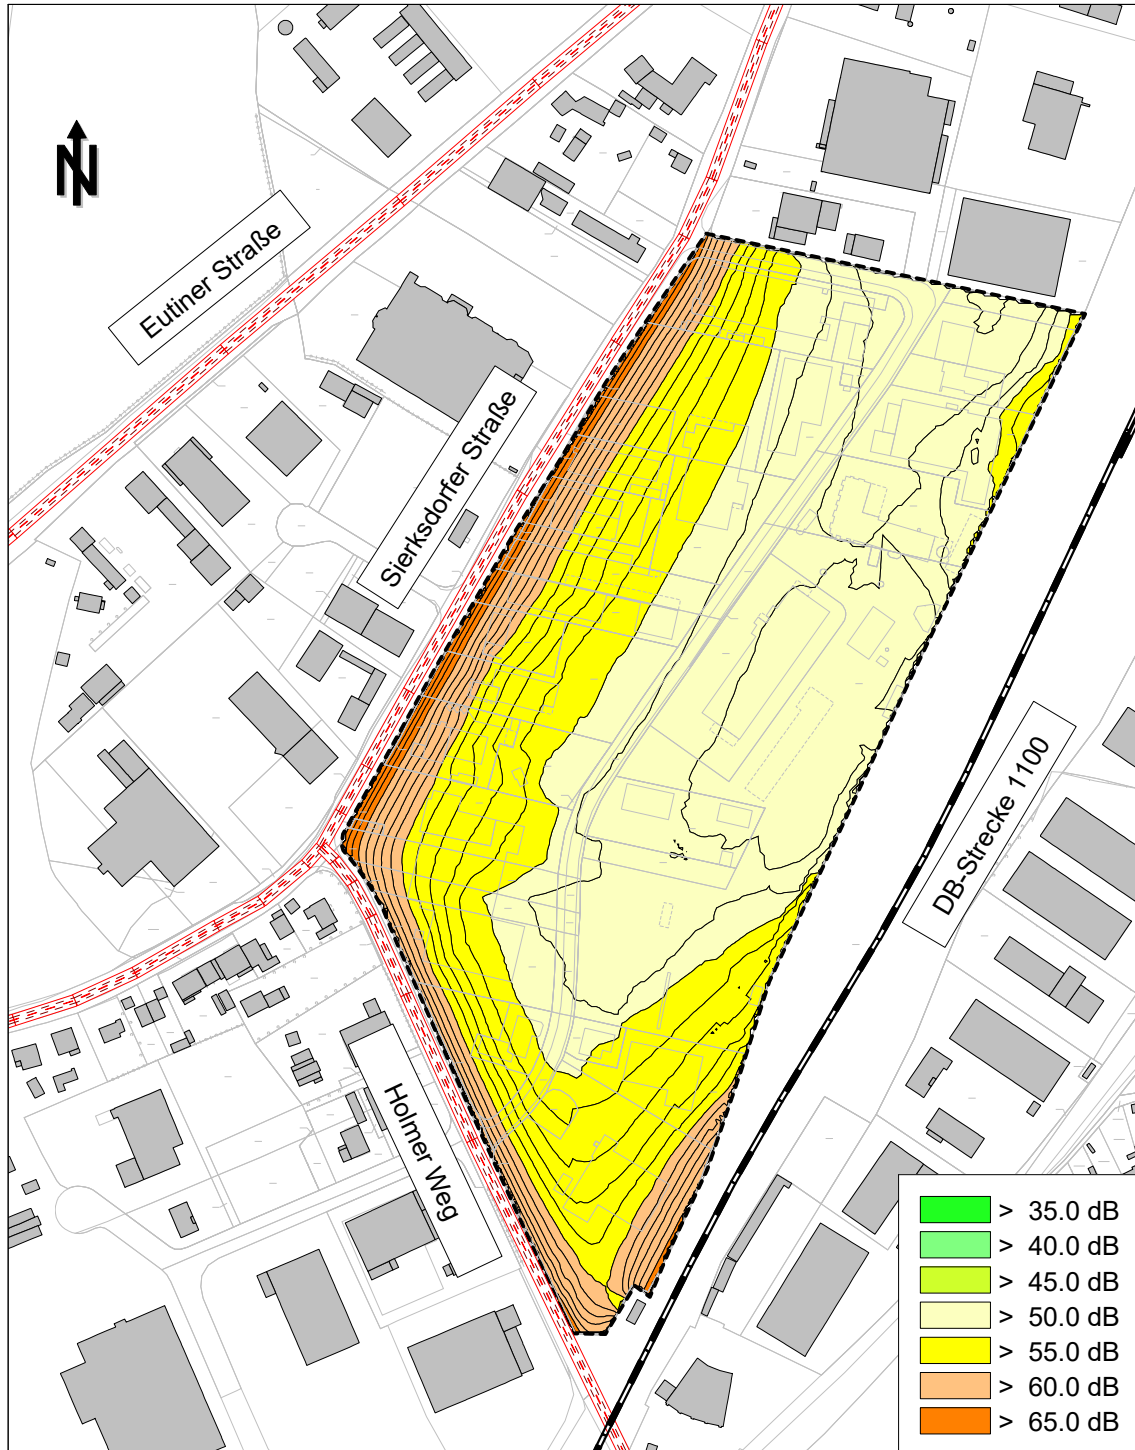 N
Eutiner Straße
Sierksdorfer Straße
DB-Strecke 1100
Holmer Weg
> 35.0 dB
> 40.0 dB
> 45.0 dB
> 50.0 dB
> 55.0 dB
> 60.0 dB
> 65.0 dB